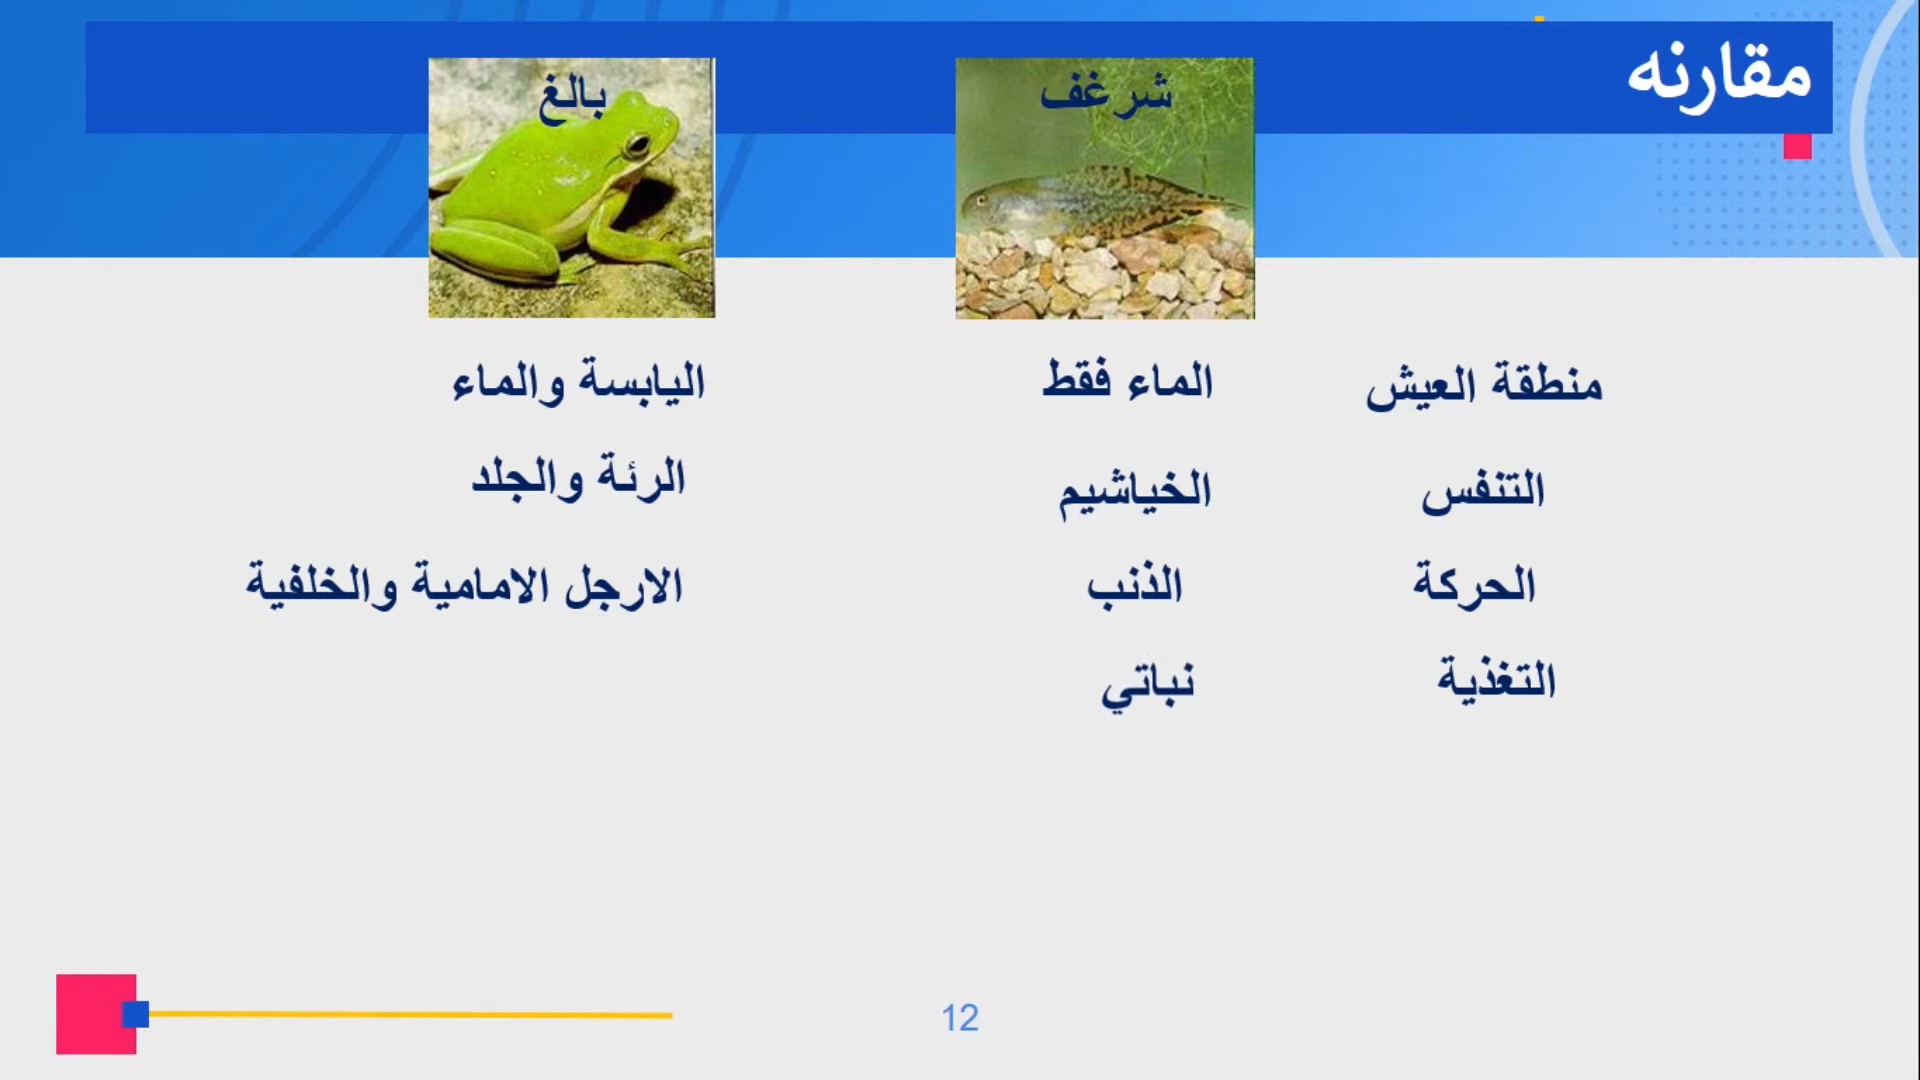 مقارنه
شرغف
بالغ
منطقة العيش
الماء فقط
اليابسة والماء
التنفس
الخياشيم
الرئة والجلد
الحركة
الذنب
الارجل الامامية والخلفية
التغذية
نباتي
12